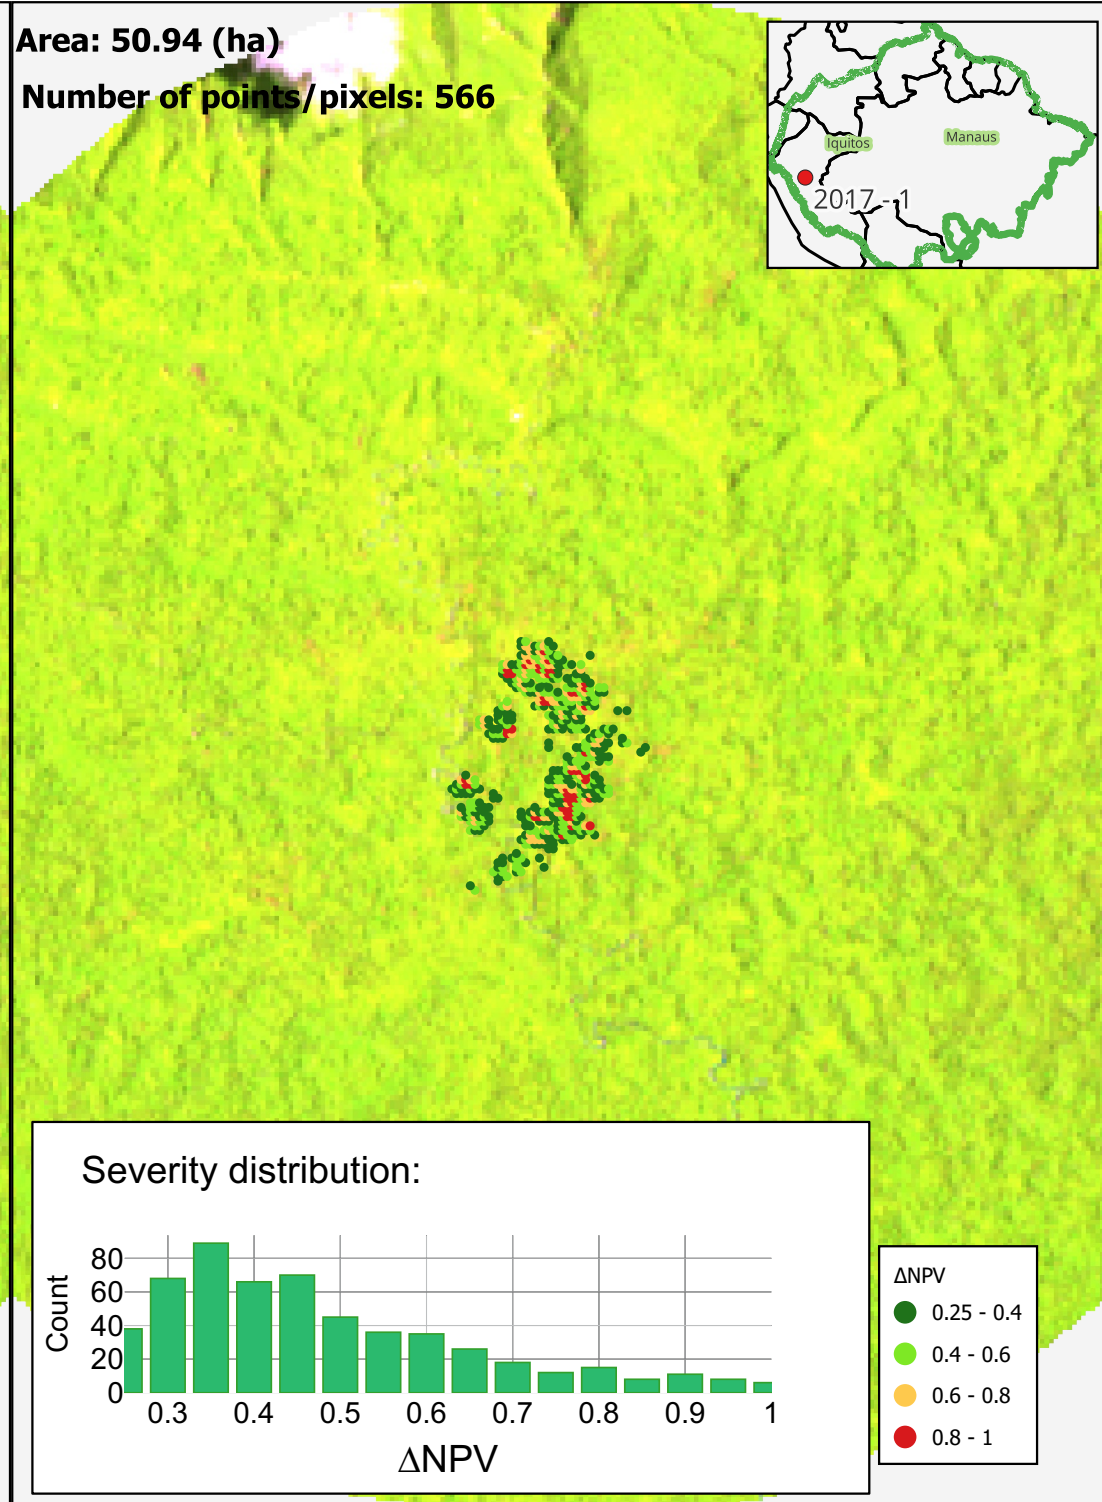 Area: 50.94 (ha)
Number of points/pixels: 566
Iquitos
Manaus
2017 - 1
Severity distribution:
Count
80
60
40
20
0
0.3 0.4 0.5 0.6 0.7 0.8 0.9 1
ΔNPV
ΔNPV
0.25 - 0.4
0.4 - 0.6
0.6 - 0.8
0.8 - 1